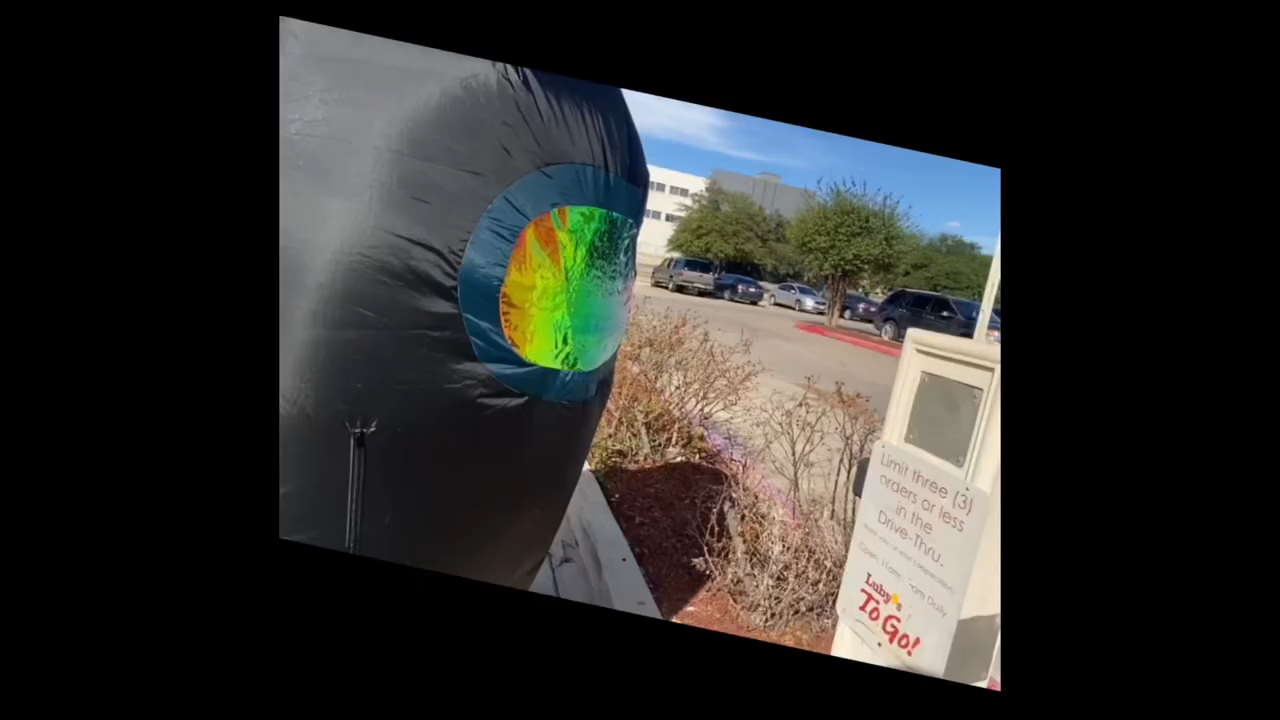 Limit three (3)
orders or less
in the
Drive-Thru.
Luby's
To Go!